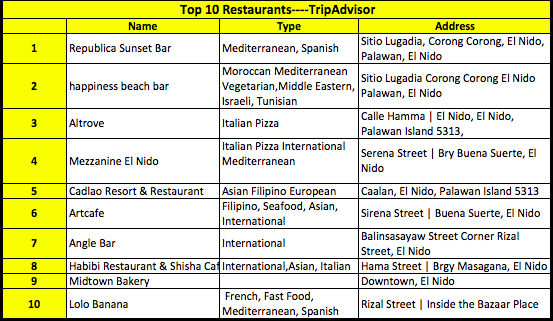 Top 10 Restaurants----TripAdvisor
Name Type Address
1 Republica Sunset Bar Mediterranean, Spanish Sitio Lugadia, Corong Corong, El Nido,
Palawan, El Nido
2 happiness beach bar Moroccan Mediterranean
Vegetarian,Middle Eastern,
Israeli, Tunisian Sitio Lugadia Corong Corong El Nido
Palawan, El Nido
3 Altrove Italian Pizza Calle Hamma | El Nido, El Nido,
Palawan Island 5313,
4 Mezzanine El Nido Italian Pizza International
Mediterranean Serena Street | Bry Buena Suerte, El
Nido
5 Cadlao Resort & Restaurant Asian Filipino European Caalan, El Nido, Palawan Island 5313
6 Artcafe Filipino, Seafood, Asian,
International Sirena Street | Buena Suerte, El Nido
7 Angle Bar International Balinsasayaw Street Corner Rizal
Street, El Nido
8 Habibi Restaurant & Shisha Caf International,Asian, Italian Hama Street | Brgy Masagana, El Nido
9 Midtown Bakery Downtown, El Nido
10 Lolo Banana French, Fast Food,
Mediterranean, Spanish Rizal Street | Inside the Bazaar Place